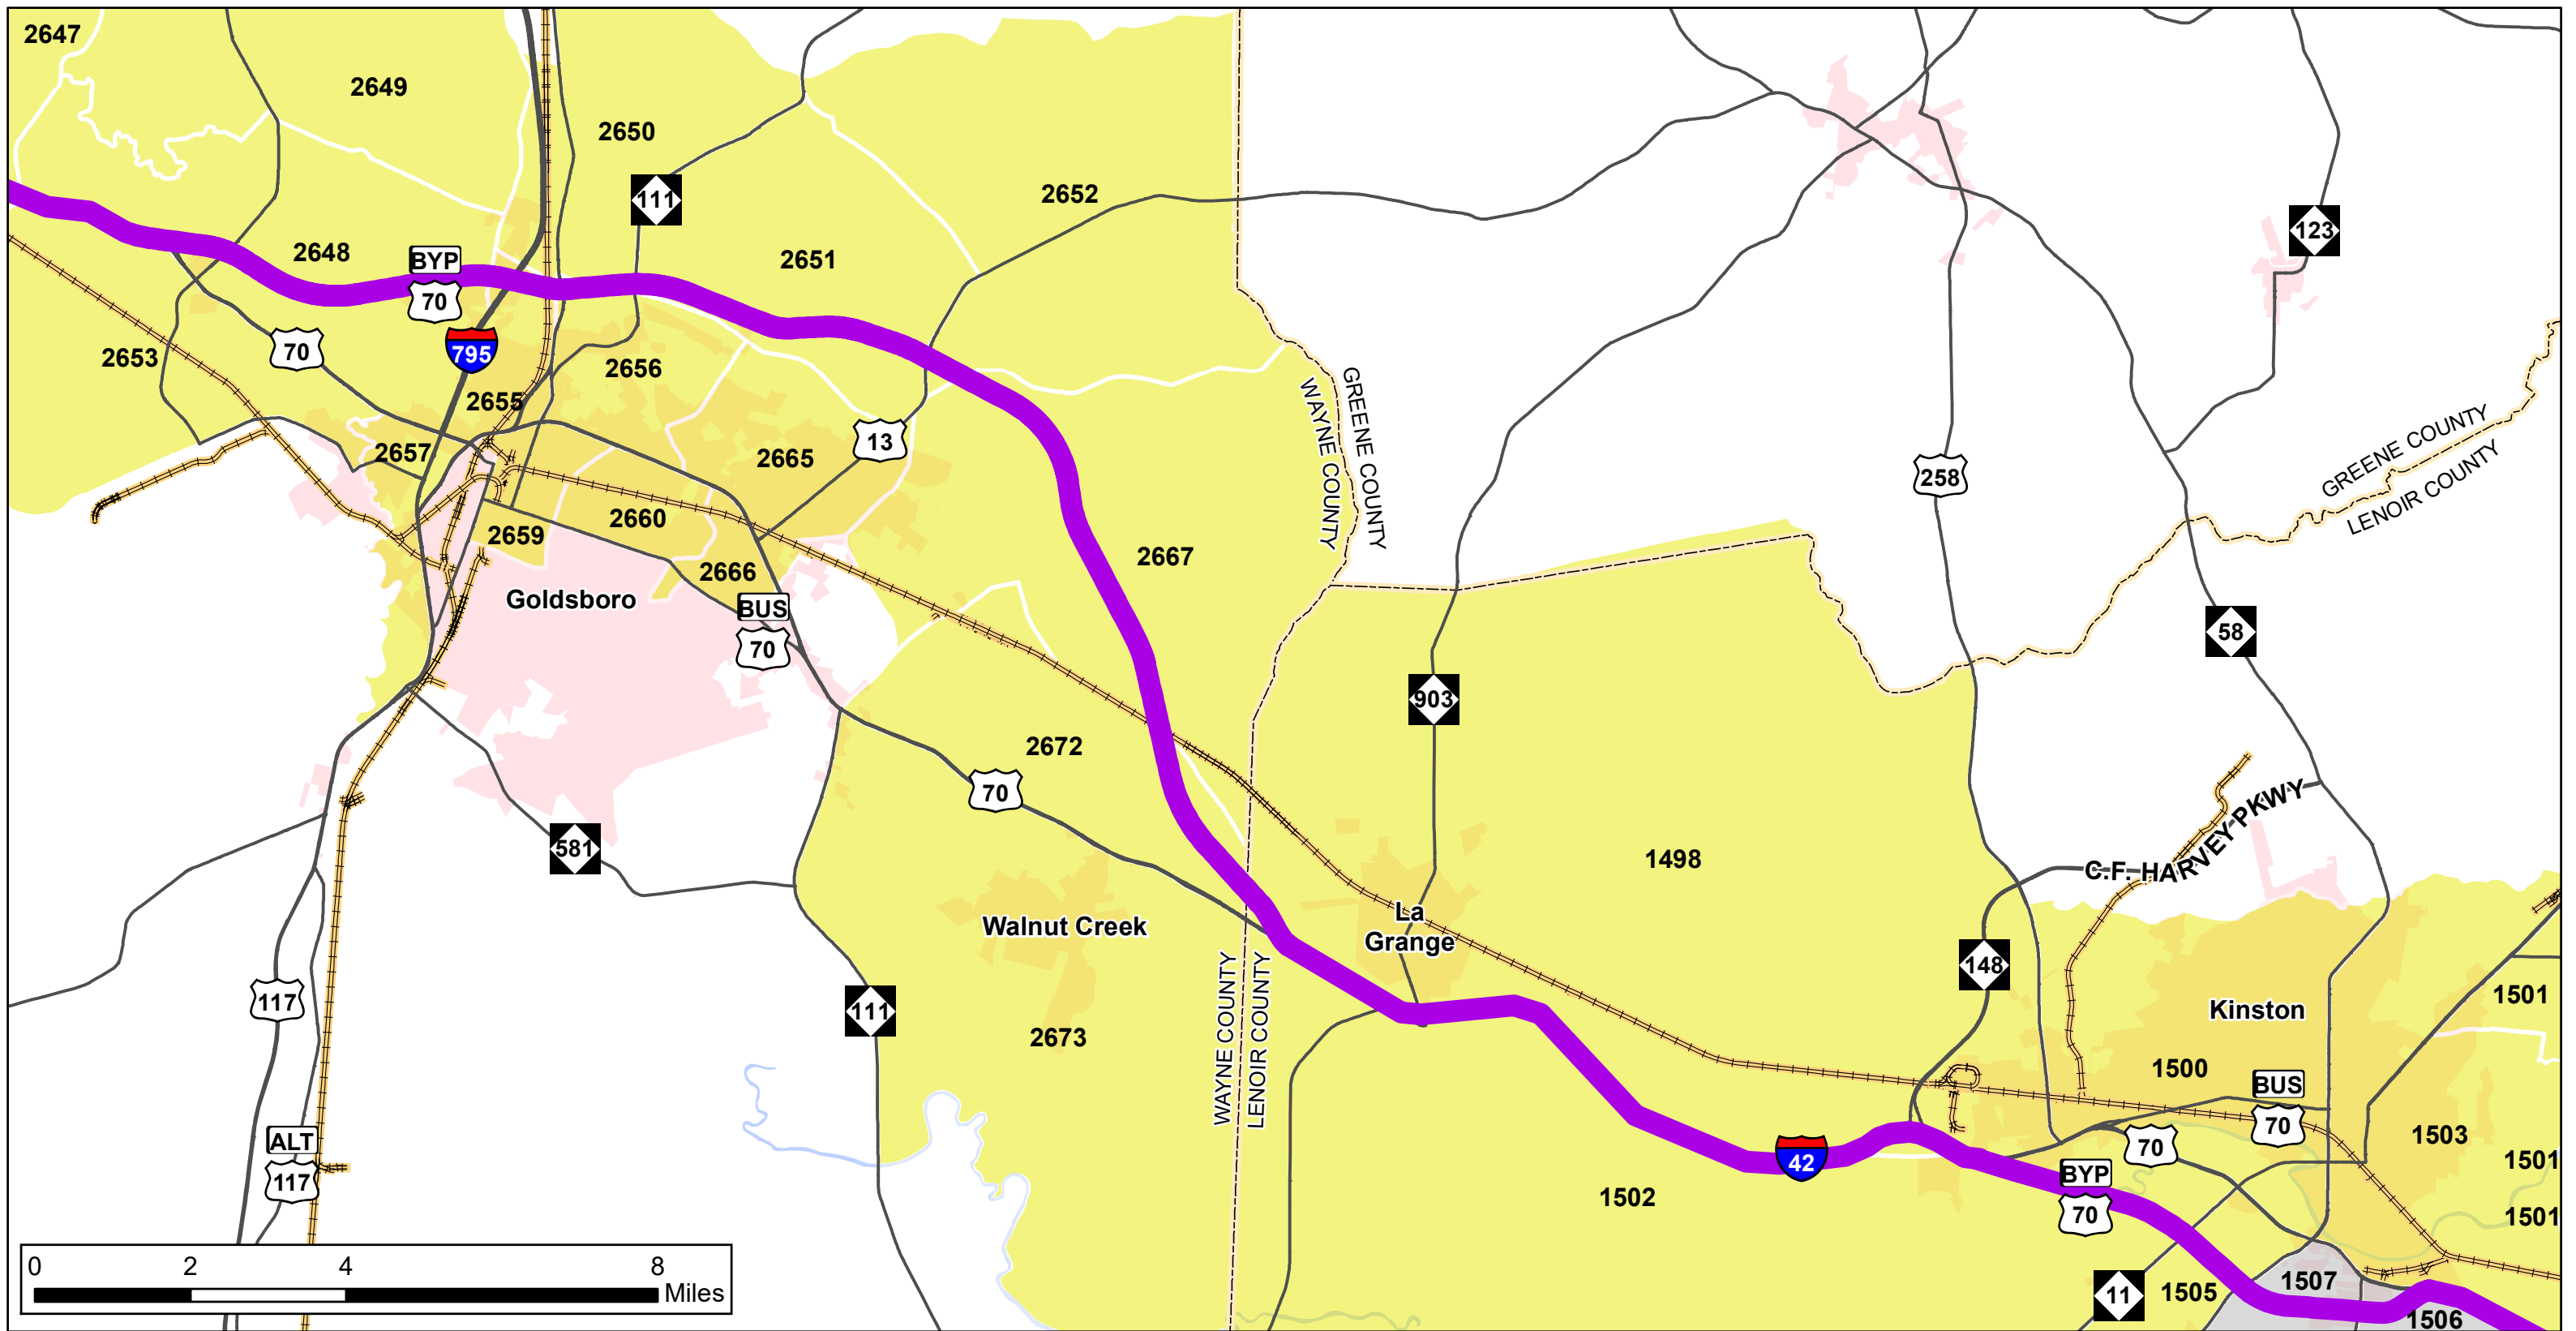 2647
2649
2650
111
2652
123
2648
BYP
70
2651
70
795
2653
2656
2655
13
2657
2665
WAYNE COUNTY
GREENE COUNTY
258
GREENE COUNTY
LENOIR COUNTY
2659
2660
2667
2666
Goldsboro
BUS
70
58
903
2672
70
C.F. HARVEY PKWY
581
1498
La
Grange
Walnut Creek
148
117
111
2673
WAYNE COUNTY
LENOIR COUNTY
Kinston
1501
1500
BUS
70
1503
ALT
117
42
70
1501
BYP
70
1502
1501
0 2 4 8
Miles
11
1505
1507
1506